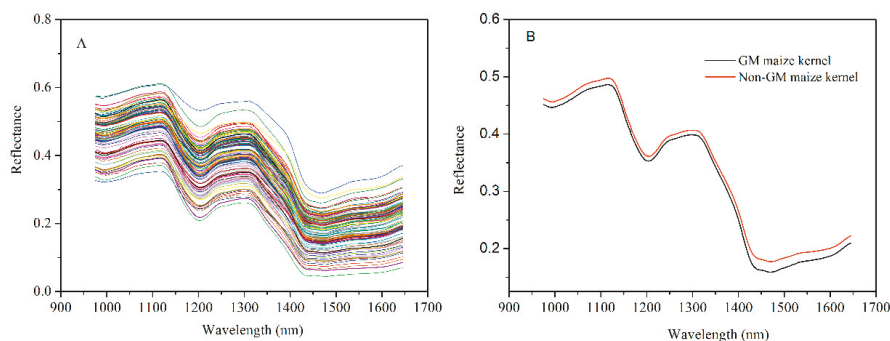 A
0.8
0.6
0.4
0.2
0.0
Reflectance
900 1000 1100 1200 1300 1400 1500 1600 1700
Wavelength (nm)
B
0.6
0.5
0.4
0.3
0.2
Reflectance
GM maize kernel
Non-GM maize kernel
900 1000 1100 1200 1300 1400 1500 1600 1700
Wavelength (nm)